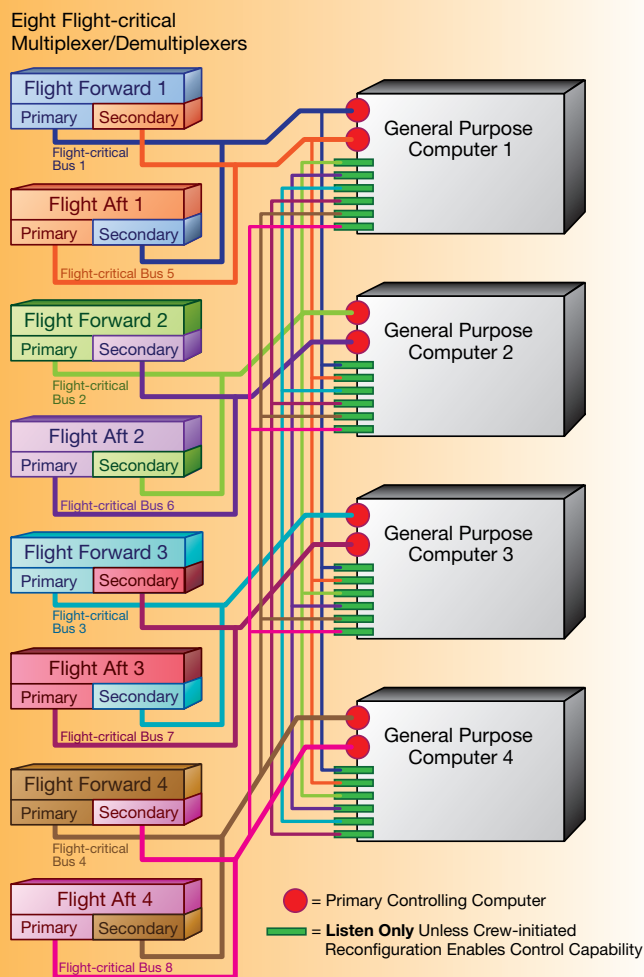 Eight Flight-critical
Multiplexer/Demultiplexers
Flight Forward 1
Primary Secondary
Flight-critical
Bus 1
Flight Aft 1
Primary Secondary
Flight-critical Bus 5
Flight Forward 2
Primary Secondary
Flight-critical
Bus 2
Flight Aft 2
Primary Secondary
Flight-critical Bus 6
Flight Forward 3
Primary Secondary
Flight-critical
Bus 3
Flight Aft 3
Primary Secondary
Flight-critical Bus 7
Flight Forward 4
Primary Secondary
Flight-critical
Bus 4
Flight Aft 4
Primary Secondary
Flight-critical Bus 8
General Purpose
Computer 1
General Purpose
Computer 2
General Purpose
Computer 3
General Purpose
Computer 4
= Primary Controlling Computer
= Listen Only Unless Crew-initiated
Reconfiguration Enables Control Capability